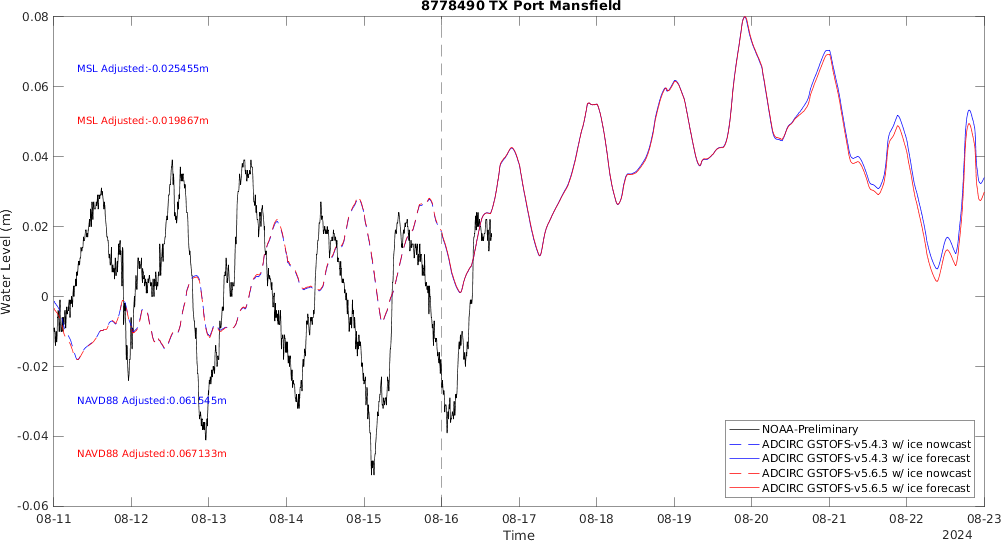 8778490 TX Port Mansfield
0.08
0.06
0.04
0.02
0
-0.02
-0.04
-0.06
Water Level (m)
MSL Adjusted:-0.025455m
MSL Adjusted:-0.019867m
NAVD88 Adjusted:0.061545m
NAVD88 Adjusted:0.067133m
NOAA-Preliminary
ADCIRC GSTOFS-v5.4.3 w/ ice nowcast
ADCIRC GSTOFS-v5.4.3 w/ ice forecast
ADCIRC GSTOFS-v5.6.5 w/ ice nowcast
ADCIRC GSTOFS-v5.6.5 w/ ice forecast
08-11 08-12 08-13 08-14 08-15 08-16 08-17 08-18 08-19 08-20 08-21 08-22 08-23
Time
2024